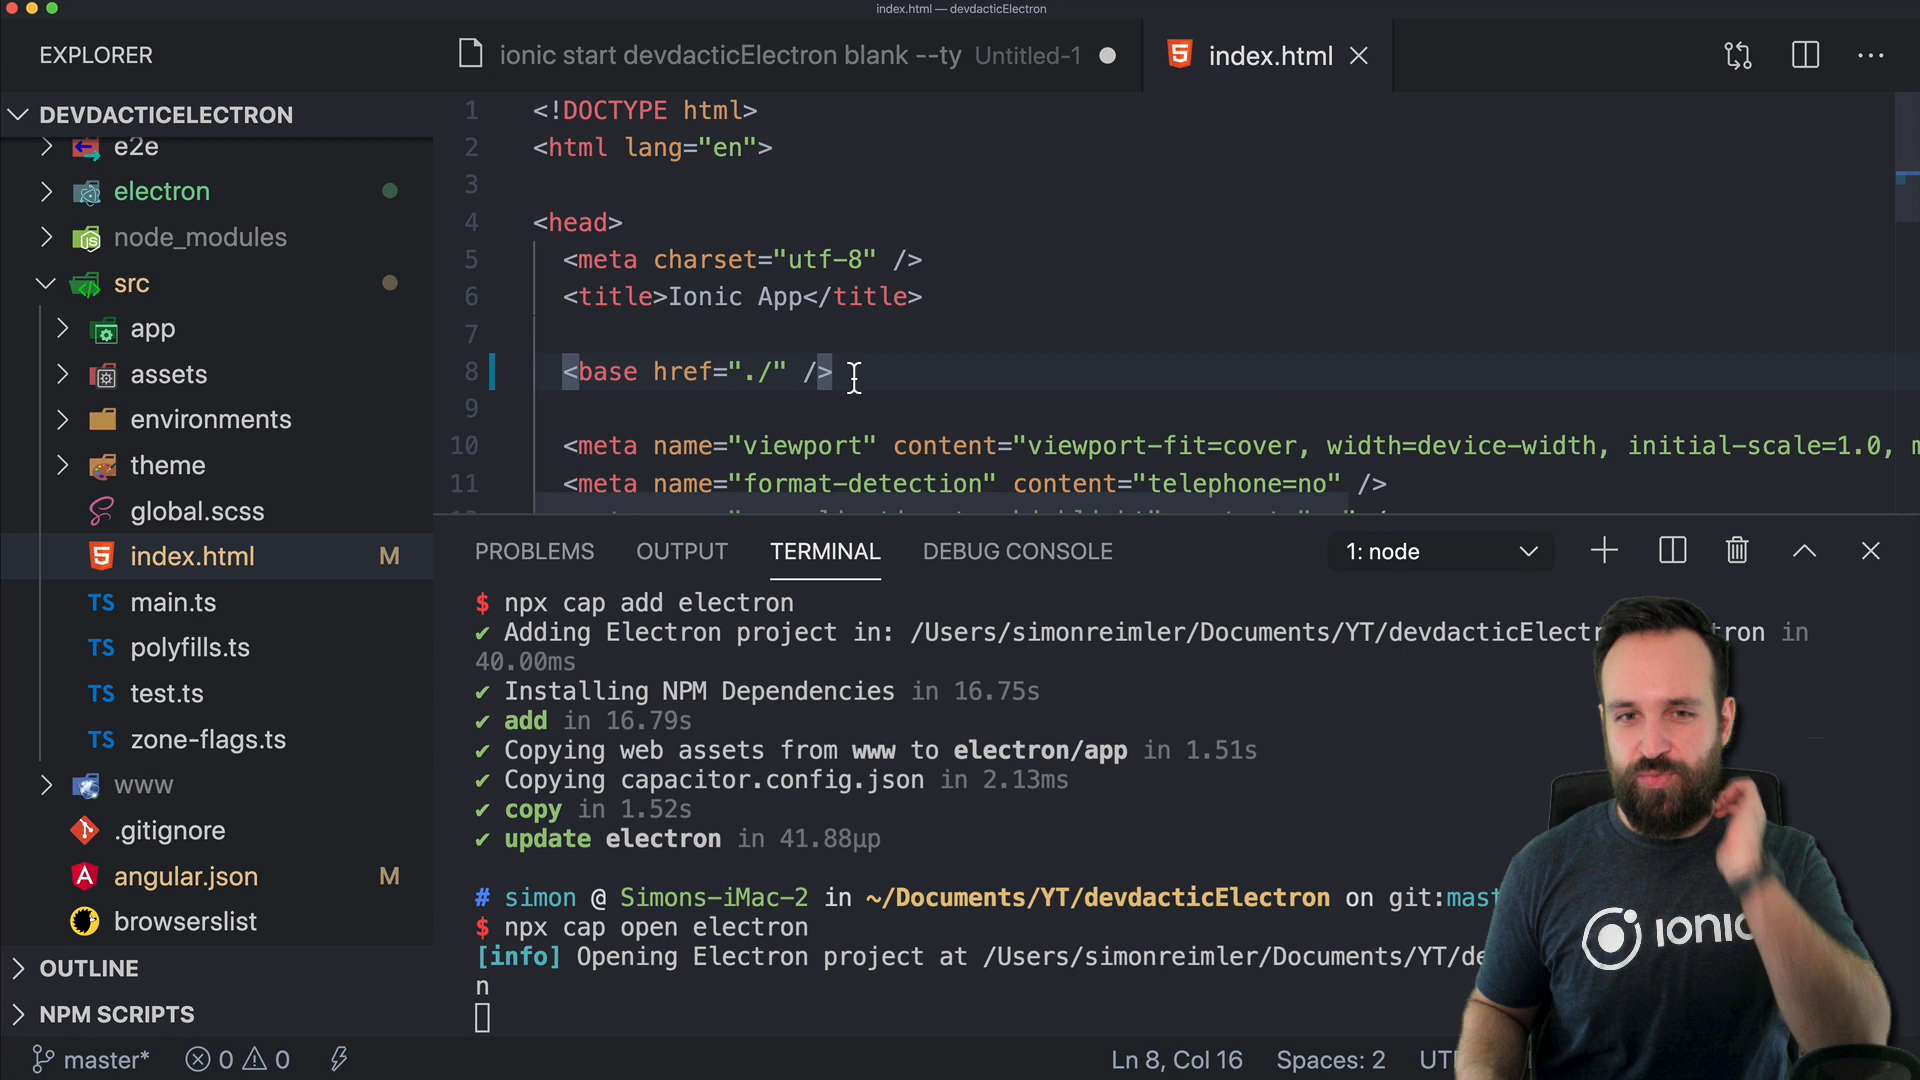 index.html — devdacticElectron
EXPLORER
ionic start devdacticElectron blank --ty Untitled-1
index.html
DEVDACTICELECTRON
e2e
electron
node_modules
src
app
assets
environments
theme
global.scss
index.html M
main.ts
polyfills.ts
test.ts
zone-flags.ts
www
.gitignore
angular.json M
browserslist
OUTLINE
NPM SCRIPTS
1 <!DOCTYPE html>
2 <html lang="en">
3
4 <head>
5 <meta charset="utf-8" />
6 <title>Ionic App</title>
7
8 <base href="./" />
9
10 <meta name="viewport" content="viewport-fit=cover, width=device-width, initial-scale=1.0, m
11 <meta name="format-detection" content="telephone=no" />
PROBLEMS OUTPUT TERMINAL DEBUG CONSOLE 1: node
$ npx cap add electron
✔ Adding Electron project in: /Users/simonreimler/Documents/YT/devdacticElectr tron in
40.00ms
✔ Installing NPM Dependencies in 16.75s
✔ add in 16.79s
✔ Copying web assets from www to electron/app in 1.51s
✔ Copying capacitor.config.json in 2.13ms
✔ copy in 1.52s
✔ update electron in 41.88μp
# simon @ Simons-iMac-2 in ~/Documents/YT/devdacticElectron on git:mast
$ npx cap open electron
[info] Opening Electron project at /Users/simonreimler/Documents/YT/de
n
IONIC
master* 0 0 Ln 8, Col 16 Spaces: 2 UT